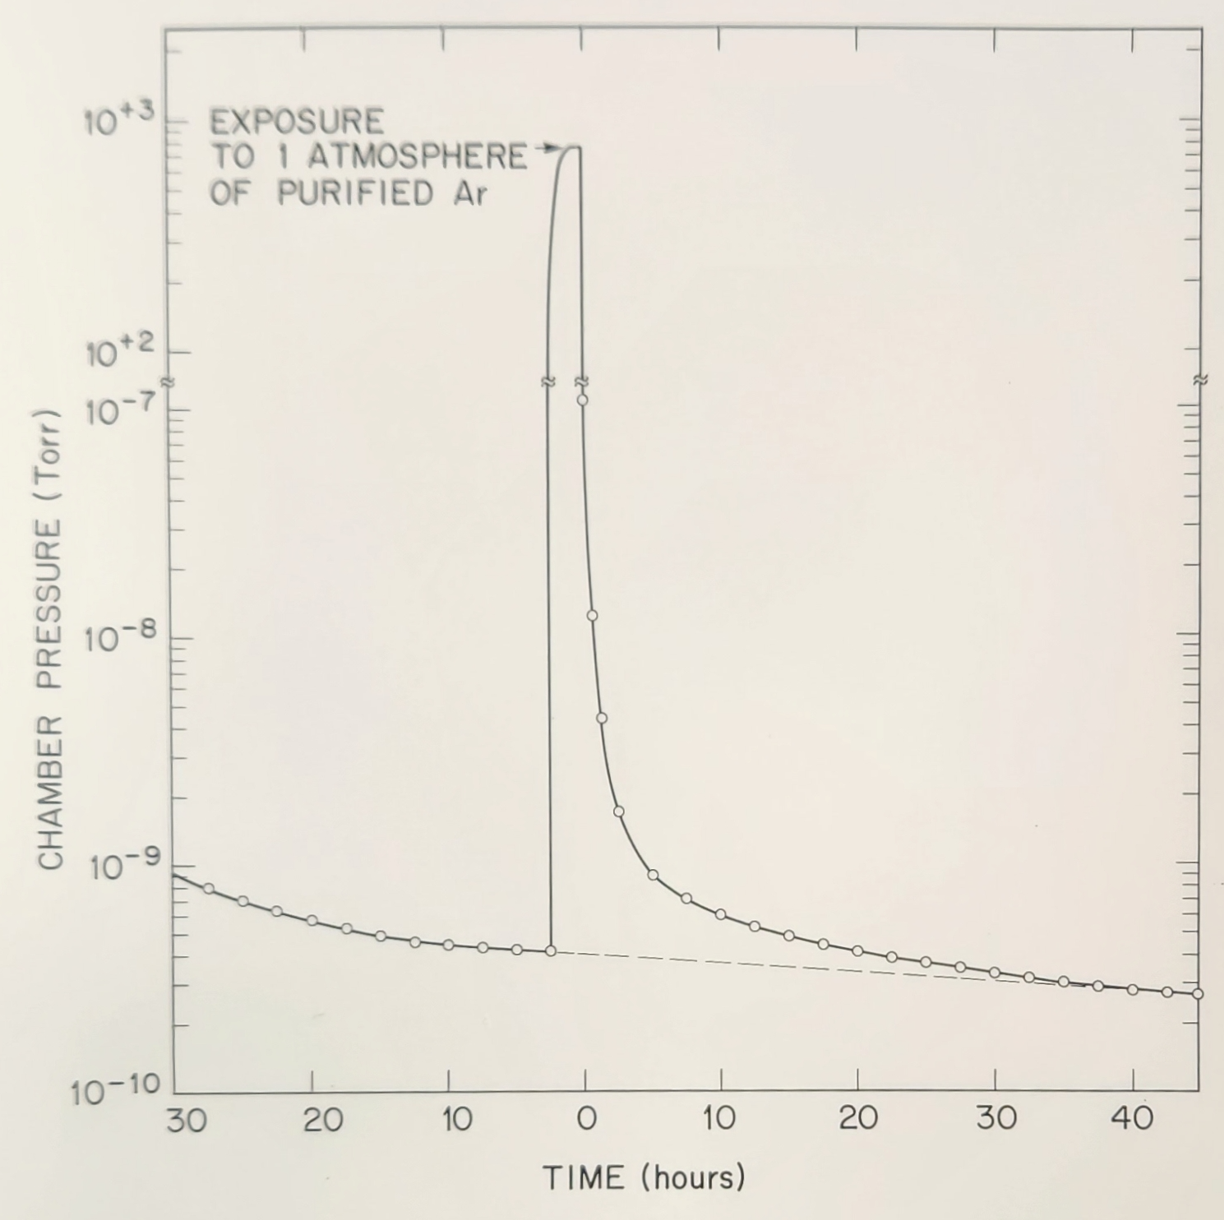 10+3
EXPOSURE
TO 1 ATMOSPHERE
OF PURIFIED Ar
10+2
10-7
10-8
10-9
10-10
CHAMBER PRESSURE (Torr)
30 20 10 0 10 20 30 40
TIME (hours)